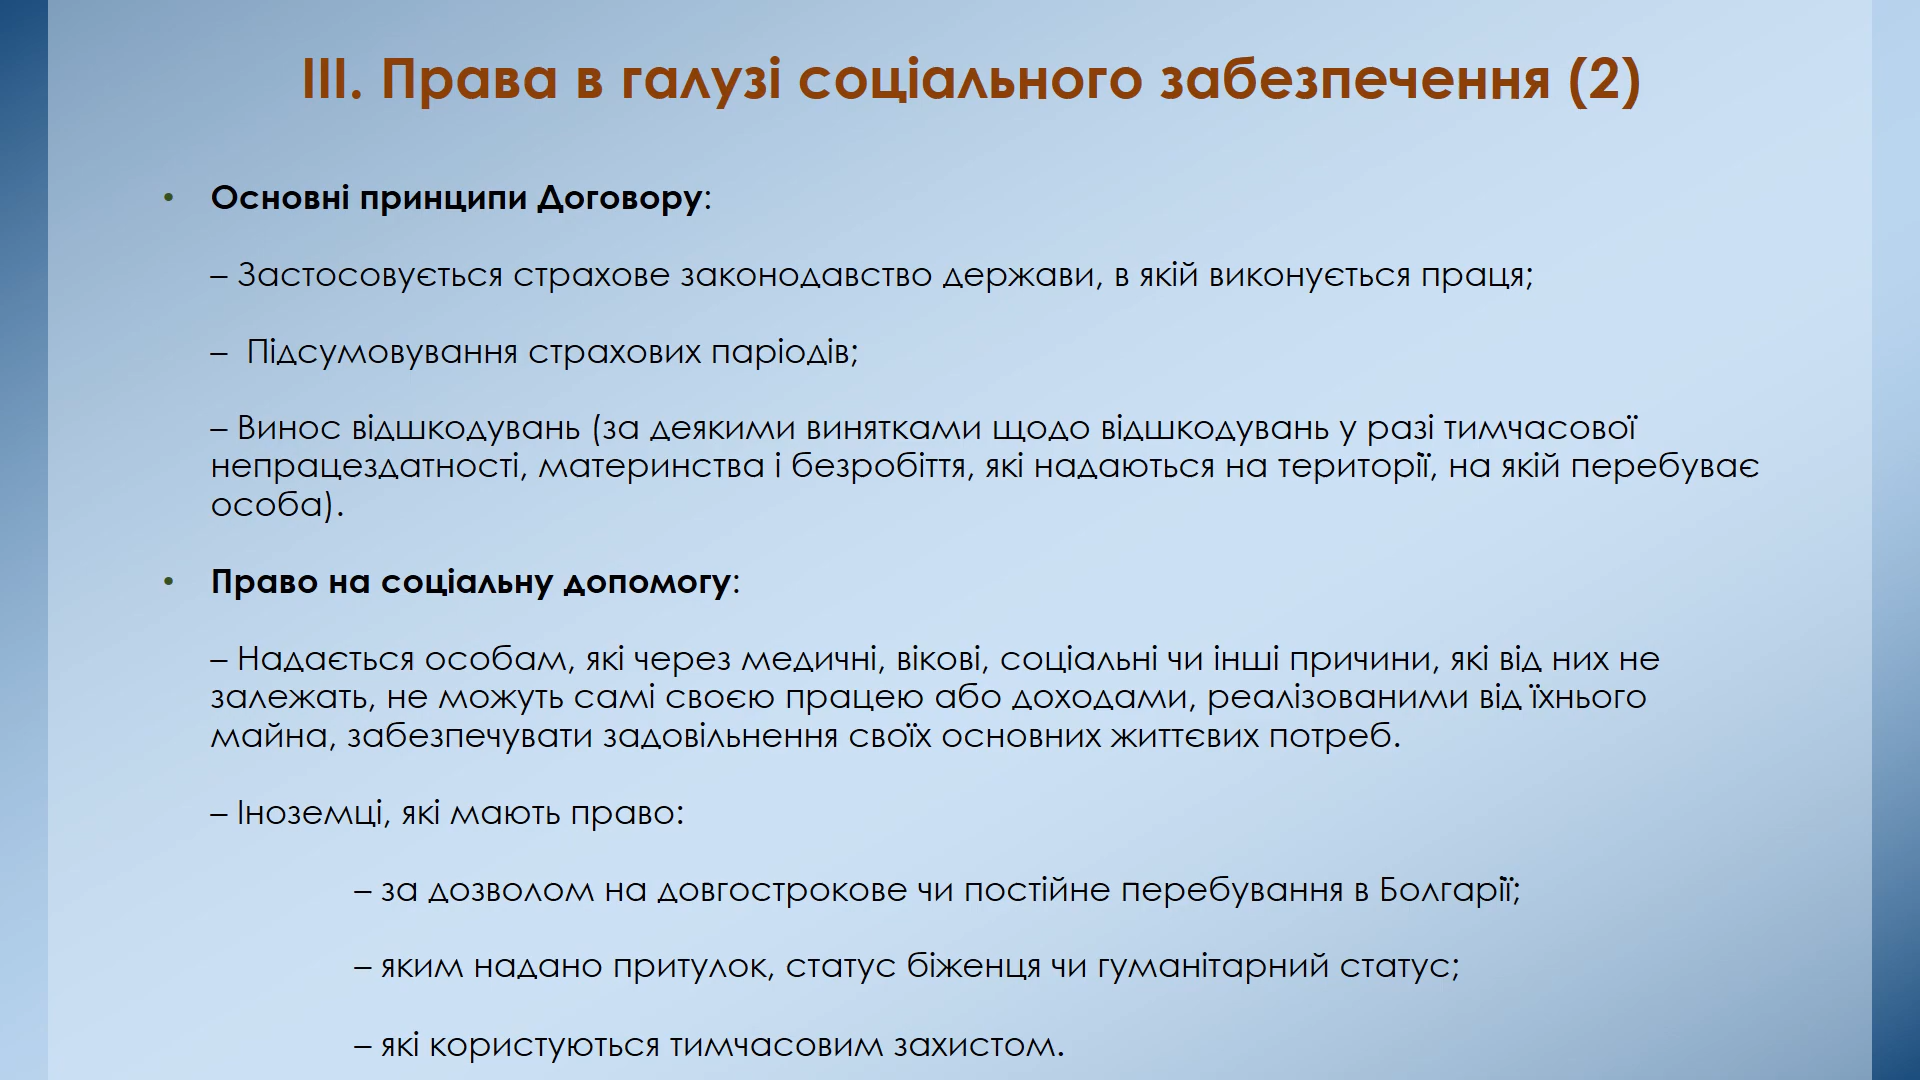 III. Права в галузі соціального забезпечення (2)
• Основні принципи Договору:
– Застосовується страхове законодавство держави, в якій виконується праця;
– Підсумовування страхових паріодів;
– Винос відшкодувань (за деякими винятками щодо відшкодувань у разі тимчасової
непрацездатності, материнства і безробіття, які надаються на території, на якій перебуває
особа).
• Право на соціальну допомогу:
– Надається особам, які через медичні, вікові, соціальні чи інші причини, які від них не
залежать, не можуть самі своєю працею або доходами, реалізованими від їхнього
майна, забезпечувати задовільнення своїх основних життєвих потреб.
– Іноземці, які мають право:
– за дозволом на довгострокове чи постійне перебування в Болгарії;
– яким надано притулок, статус біженця чи гуманітарний статус;
– які користуються тимчасовим захистом.